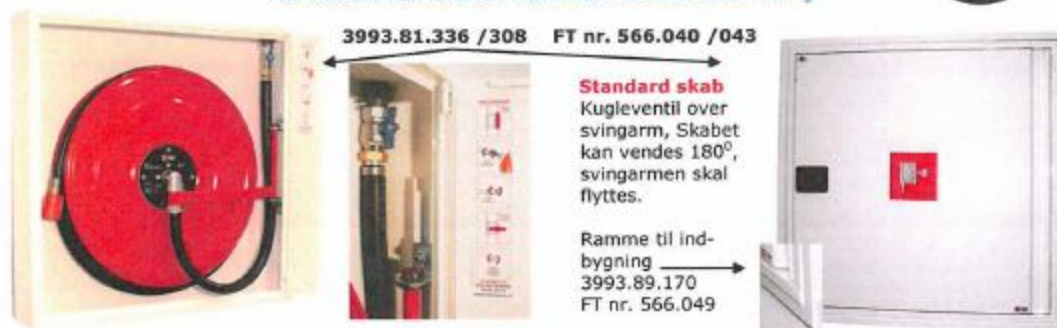 3993.81.336 /308 FT nr. 566.040 /043
Standard skab
Kugleventil over
svingarm, Skabet
kan vendes 180⁰,
svingarmen skal
flyttes.
Ramme til ind-
bygning
3993.89.170
FT nr. 566.049